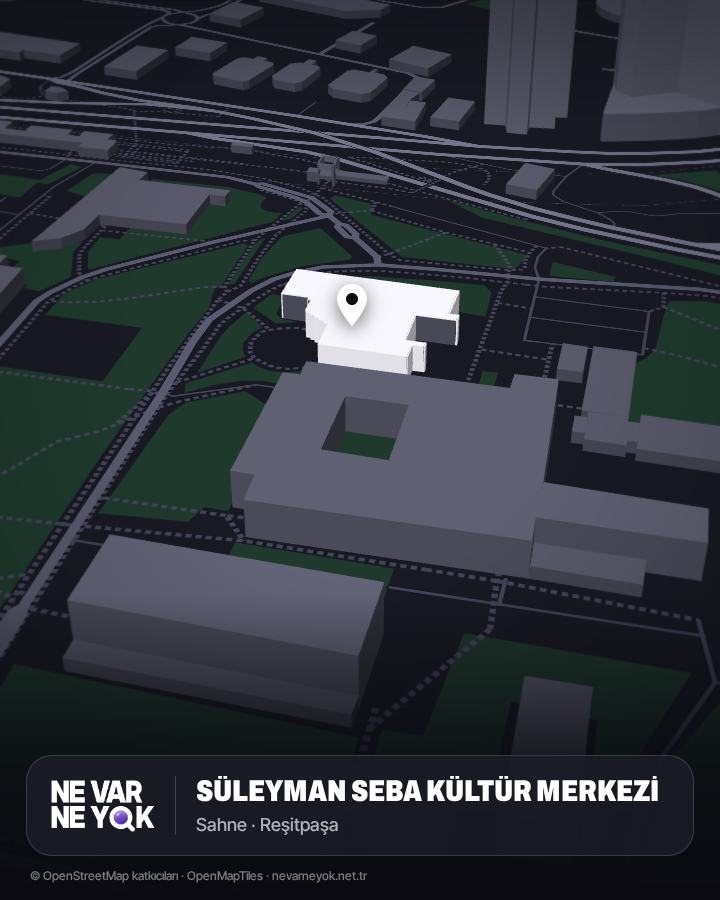 NE VAR
NE YOK
SÜLEYMAN SEBA KÜLTÜR MERKEZİ
Sahne · Reşitpaşa
© OpenStreetMap katkıcıları · OpenMapTiles · nevarneyok.net.tr